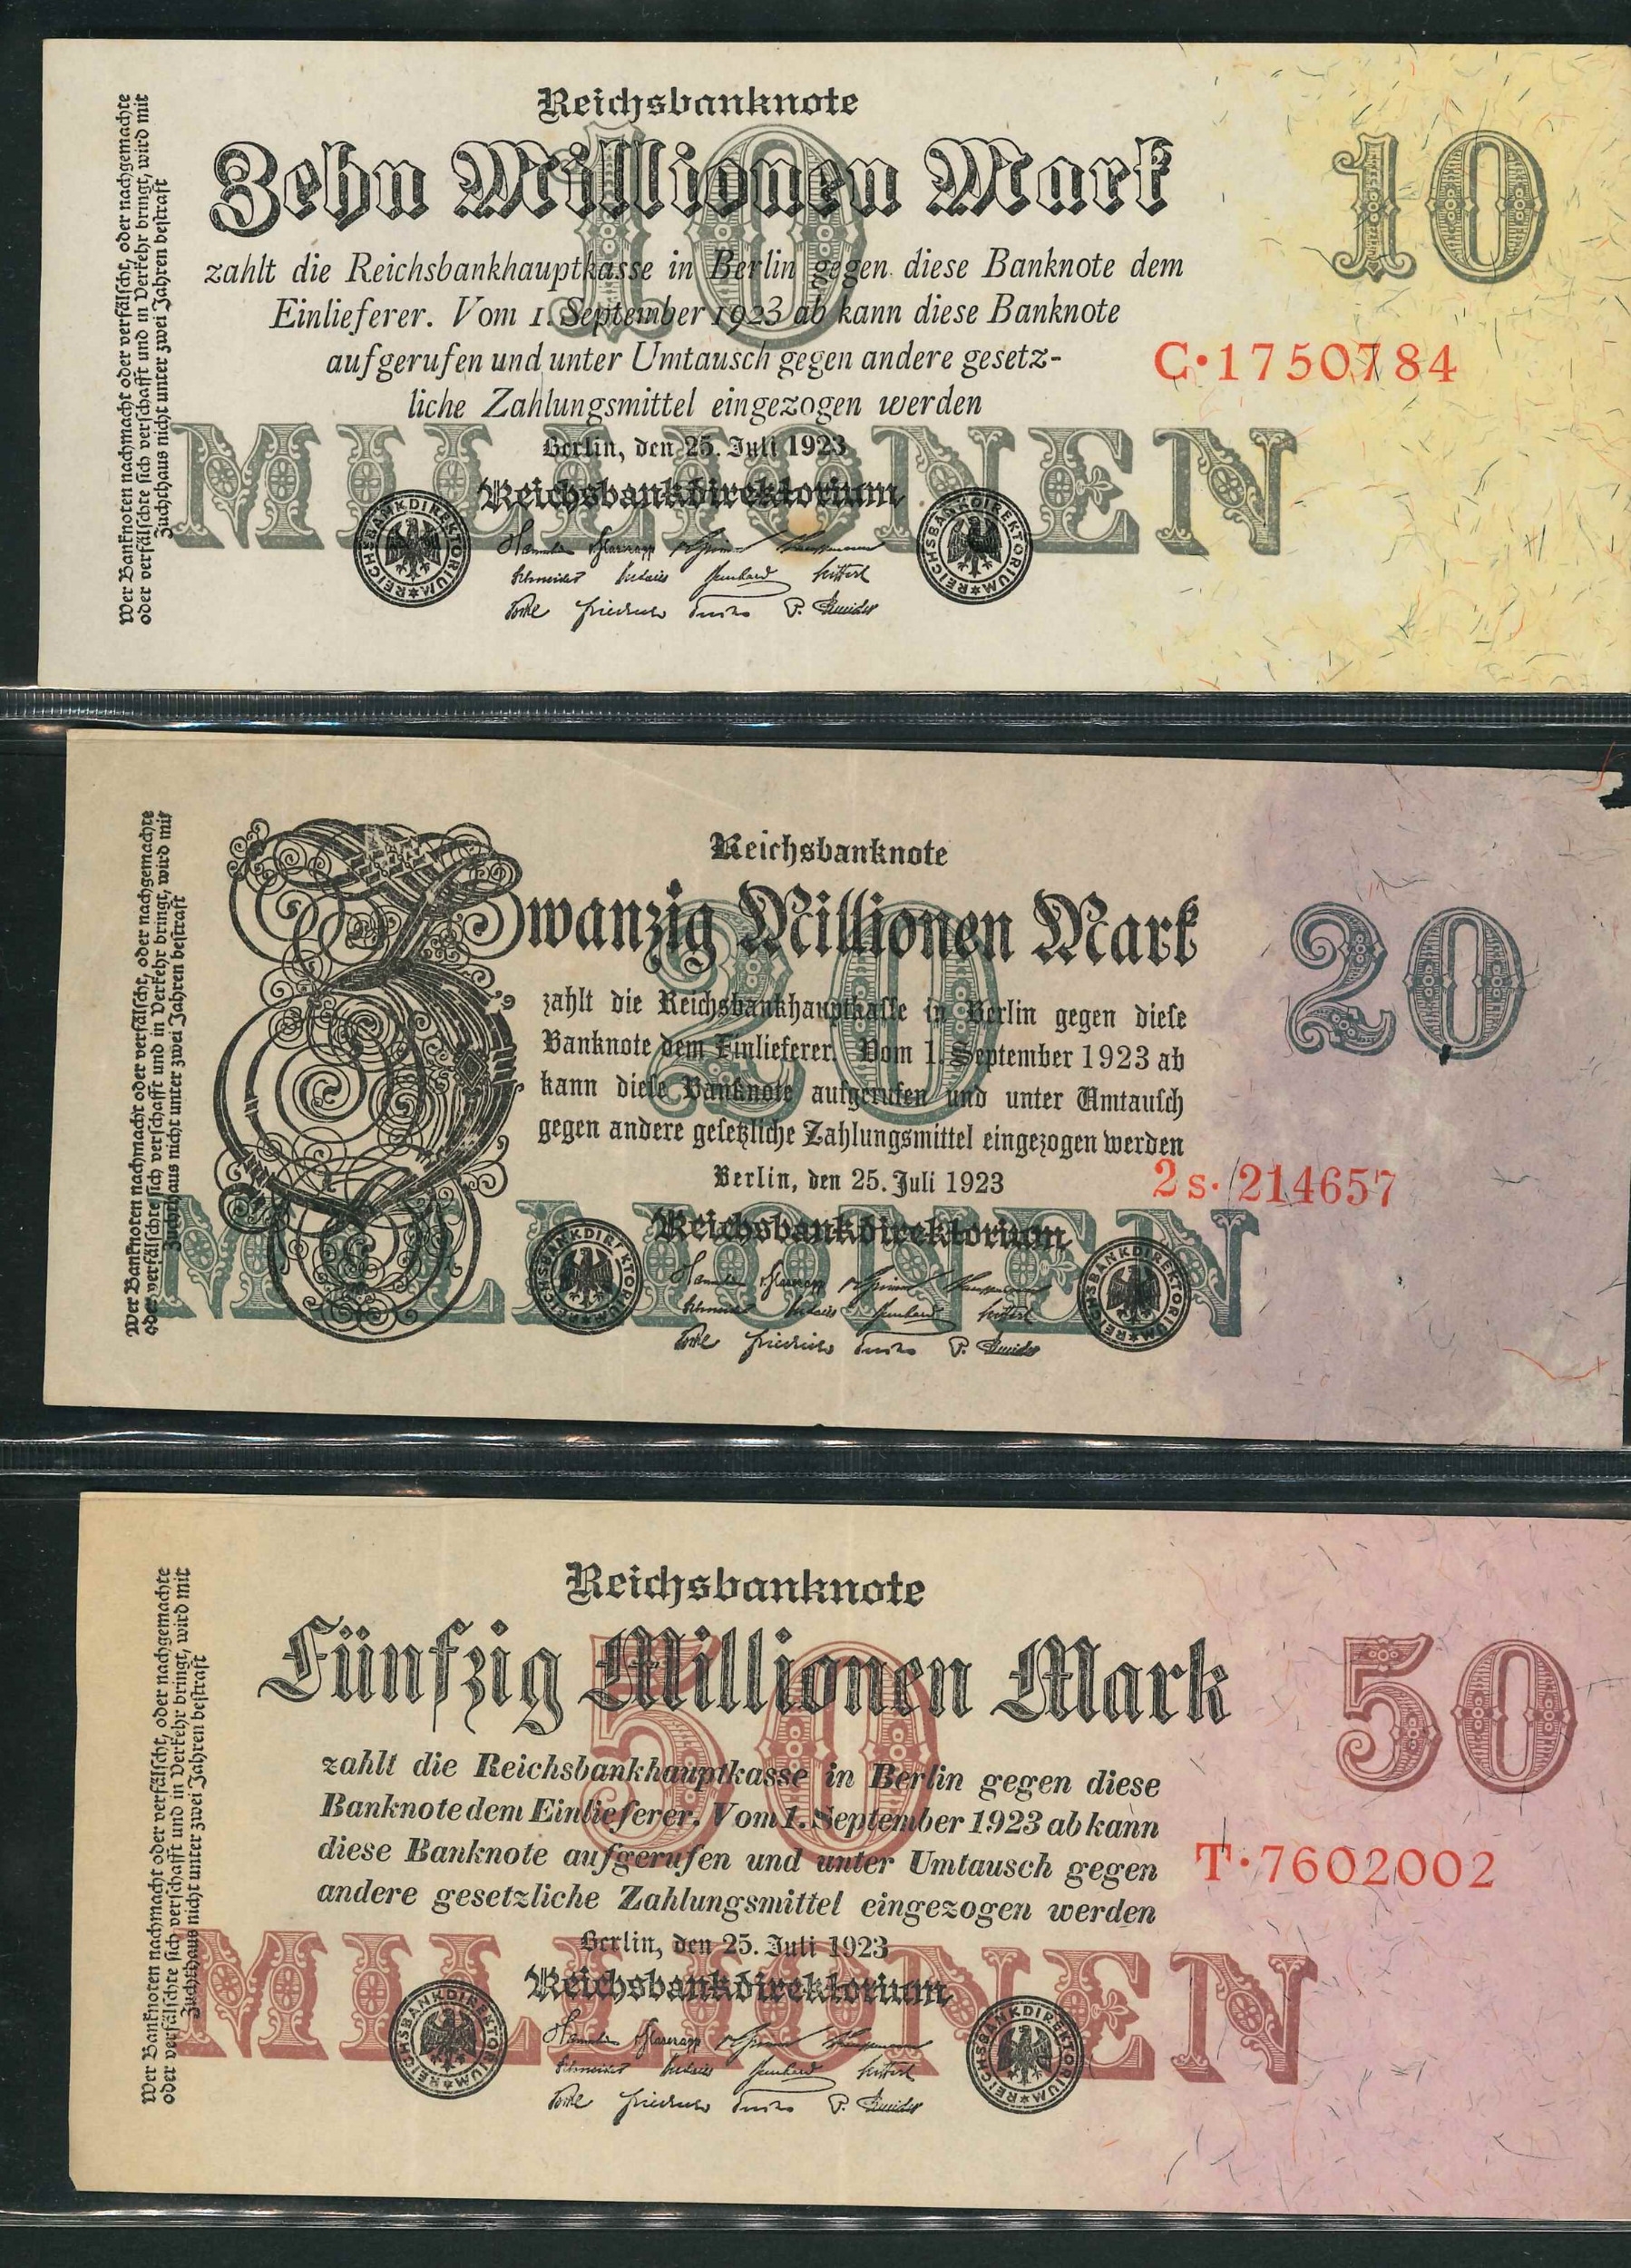 Reichsbanknote
Zehn Millionen Mark
10
10
zahlt die Reichsbankhauptkasse in Berlin gegen diese Banknote dem
Einlieferer. Vom 1. September 1923 ab kann diese Banknote
aufgerufen und unter Umtausch gegen andere gesetz-
liche Zahlungsmittel eingezogen werden
C·1750784
Berlin, den 25. Juli 1923
Reichsbankdirektorium
MILLIONEN
REICHSBANKDIREKTORIUM
REICHSBANKDIREKTORIUM
Wer Banknoten nachmacht oder verfälscht, oder nachgemachte
oder verfälschte sich verschafft und in Verkehr bringt, wird mit
Zuchthaus nicht unter zwei Jahren bestraft
Reichsbanknote
Zwanzig Millionen Mark
20
20
zahlt die Reichsbankhauptkasse in Berlin gegen diese
Banknote dem Einlieferer. Vom 1. September 1923 ab
kann diese Banknote aufgerufen und unter Umtausch
gegen andere gesetzliche Zahlungsmittel eingezogen werden
Berlin, den 25. Juli 1923
2 S·214657
Reichsbankdirektorium
MILLIONEN
REICHSBANKDIREKTORIUM
REICHSBANKDIREKTORIUM
Wer Banknoten nachmacht oder verfälscht, oder nachgemachte
oder verfälschte sich verschafft und in Verkehr bringt, wird mit
Zuchthaus nicht unter zwei Jahren bestraft
Reichsbanknote
Fünfzig Millionen Mark
50
50
zahlt die Reichsbankhauptkasse in Berlin gegen diese
Banknote dem Einlieferer. Vom 1. September 1923 ab kann
diese Banknote aufgerufen und unter Umtausch gegen
andere gesetzliche Zahlungsmittel eingezogen werden
T·7602002
Berlin, den 25. Juli 1923
Reichsbankdirektorium
MILLIONEN
REICHSBANKDIREKTORIUM
REICHSBANKDIREKTORIUM
Wer Banknoten nachmacht oder verfälscht, oder nachgemachte
oder verfälschte sich verschafft und in Verkehr bringt, wird mit
Zuchthaus nicht unter zwei Jahren bestraft